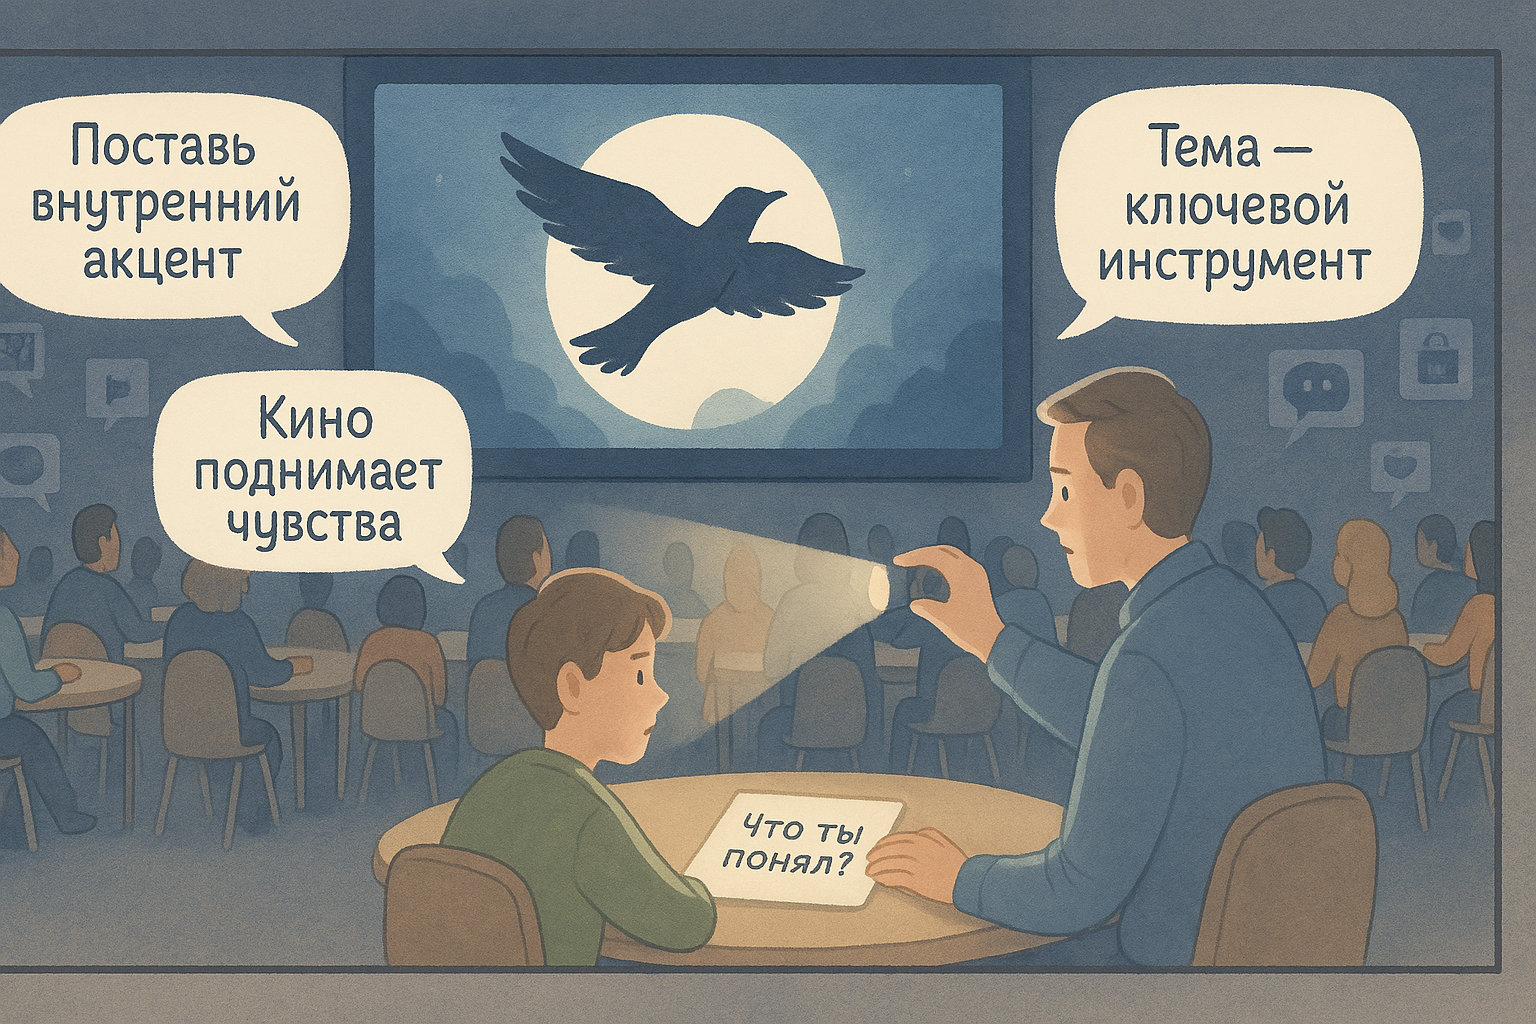 Поставь
внутренний
акцент
Тема —
ключевой
инструмент
Кино
поднимает
чувства
Что ты
понял?